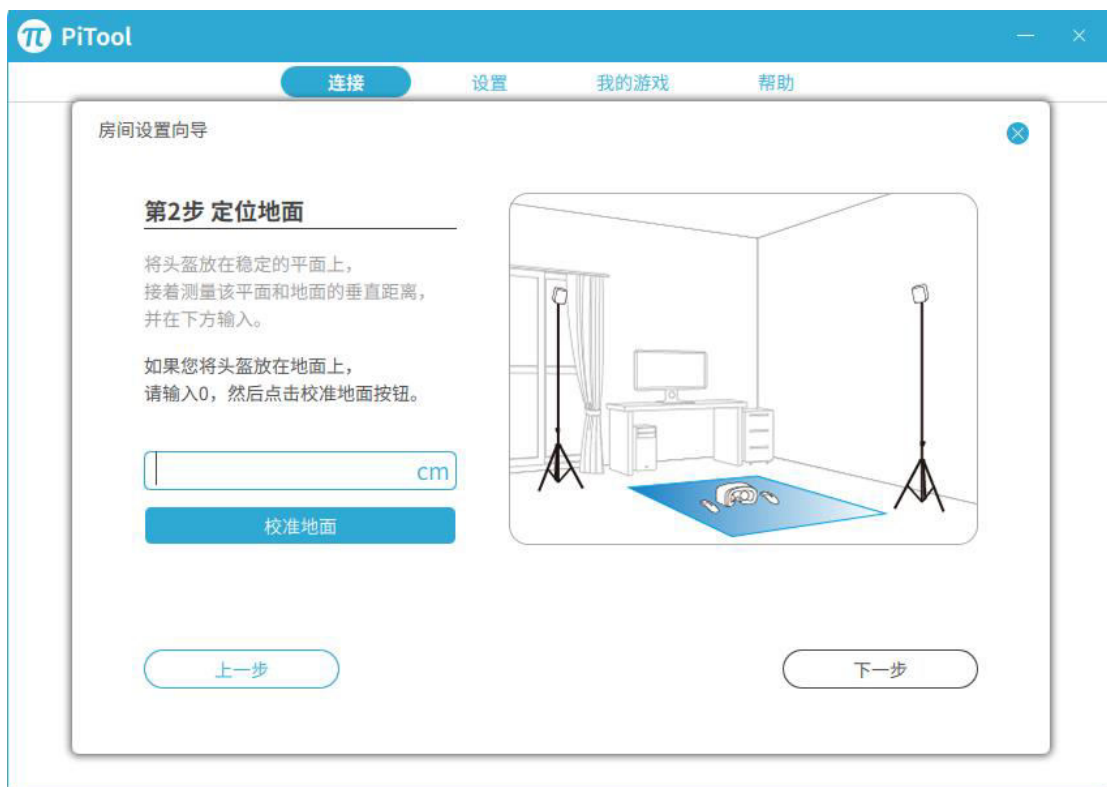 π PiTool
连接 设置 我的游戏 帮助
房间设置向导
第2步 定位地面
将头盔放在稳定的平面上，
接着测量该平面和地面的垂直距离，
并在下方输入。
如果您将头盔放在地面上，
请输入0，然后点击校准地面按钮。
cm
校准地面
上一步 下一步